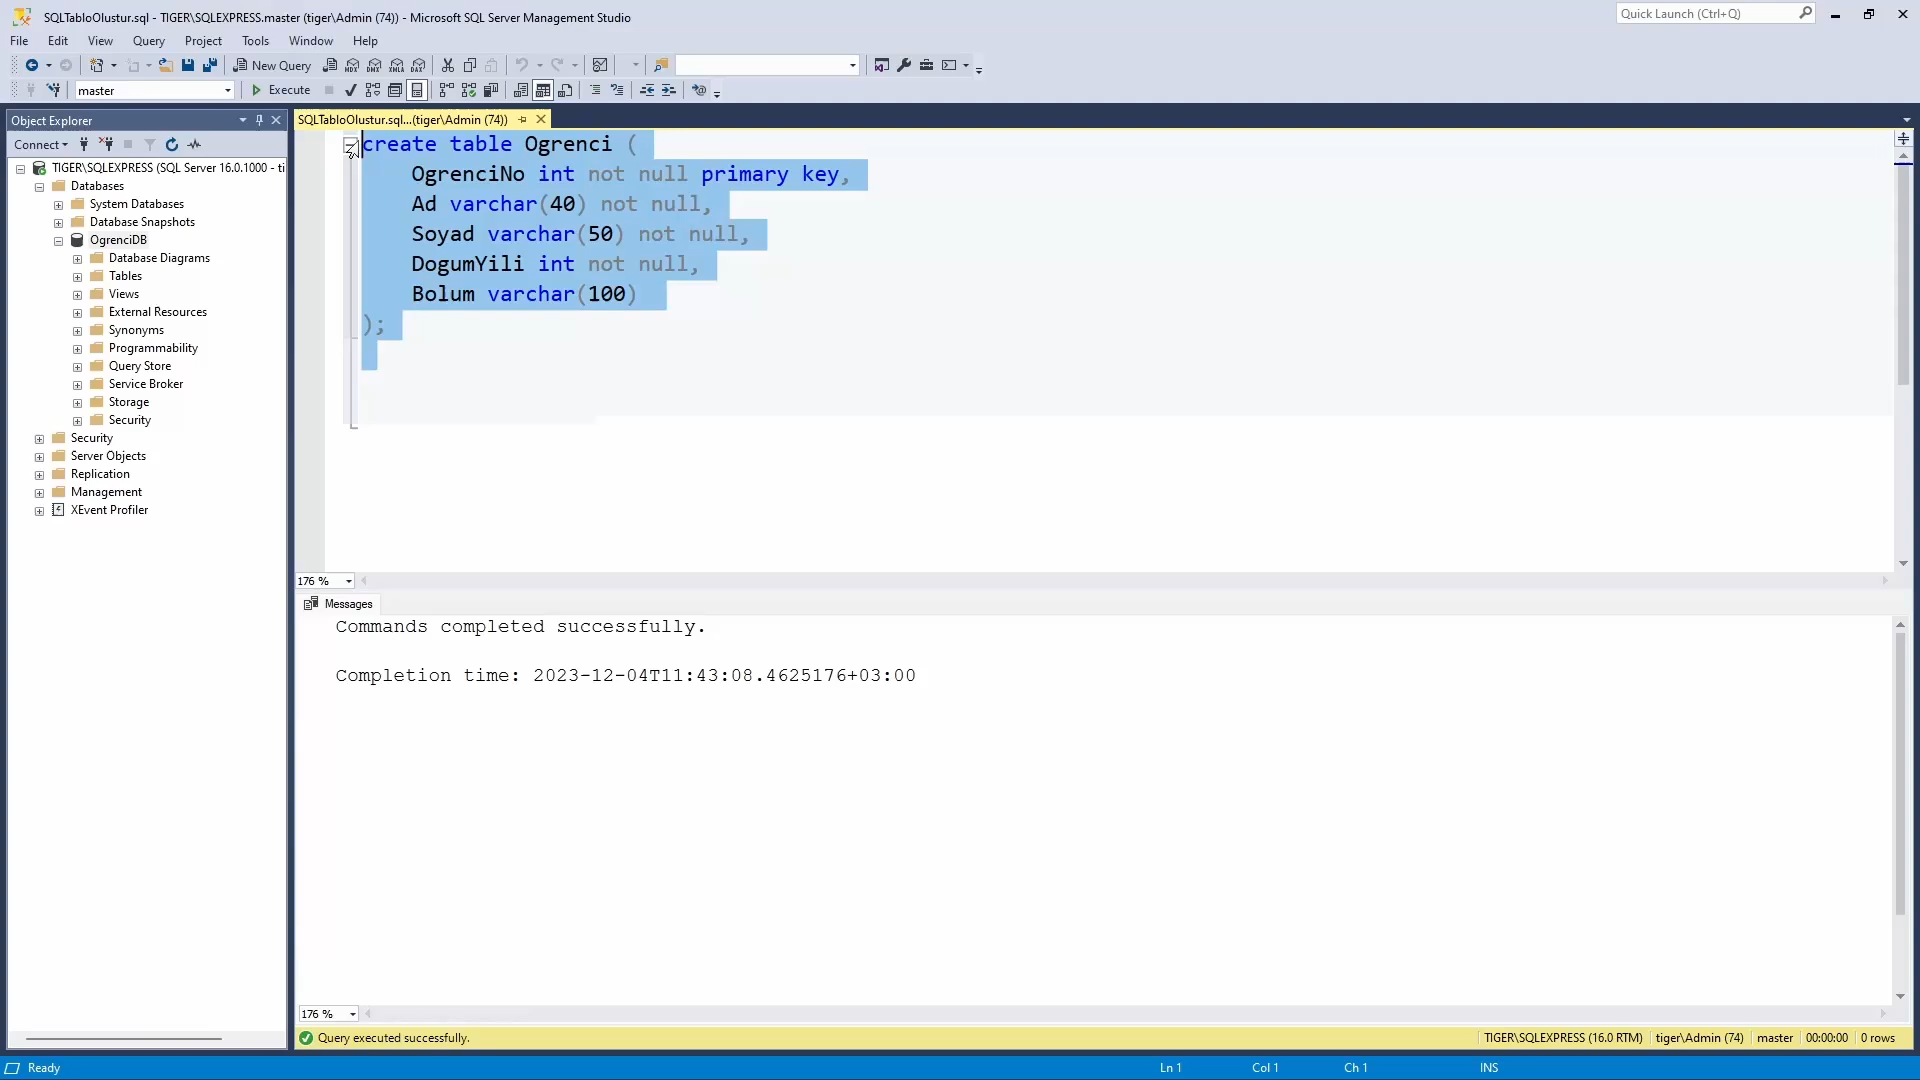 SQLTabloOlustur.sql - TIGER\SQLEXPRESS.master (tiger\Admin (74)) - Microsoft SQL Server Management Studio
Quick Launch (Ctrl+Q)
File Edit View Query Project Tools Window Help
New Query
master
Execute
Object Explorer
Connect
TIGER\SQLEXPRESS (SQL Server 16.0.1000 - ti
Databases
System Databases
Database Snapshots
OgrenciDB
Database Diagrams
Tables
Views
External Resources
Synonyms
Programmability
Query Store
Service Broker
Storage
Security
Security
Server Objects
Replication
Management
XEvent Profiler
SQLTabloOlustur.sql...(tiger\Admin (74))
create table Ogrenci (
OgrenciNo int not null primary key,
Ad varchar(40) not null,
Soyad varchar(50) not null,
DogumYili int not null,
Bolum varchar(100)
);
176 %
Messages
Commands completed successfully.
Completion time: 2023-12-04T11:43:08.4625176+03:00
176 %
Query executed successfully.
TIGER\SQLEXPRESS (16.0 RTM) tiger\Admin (74) master 00:00:00 0 rows
Ready
Ln 1 Col 1 Ch 1 INS